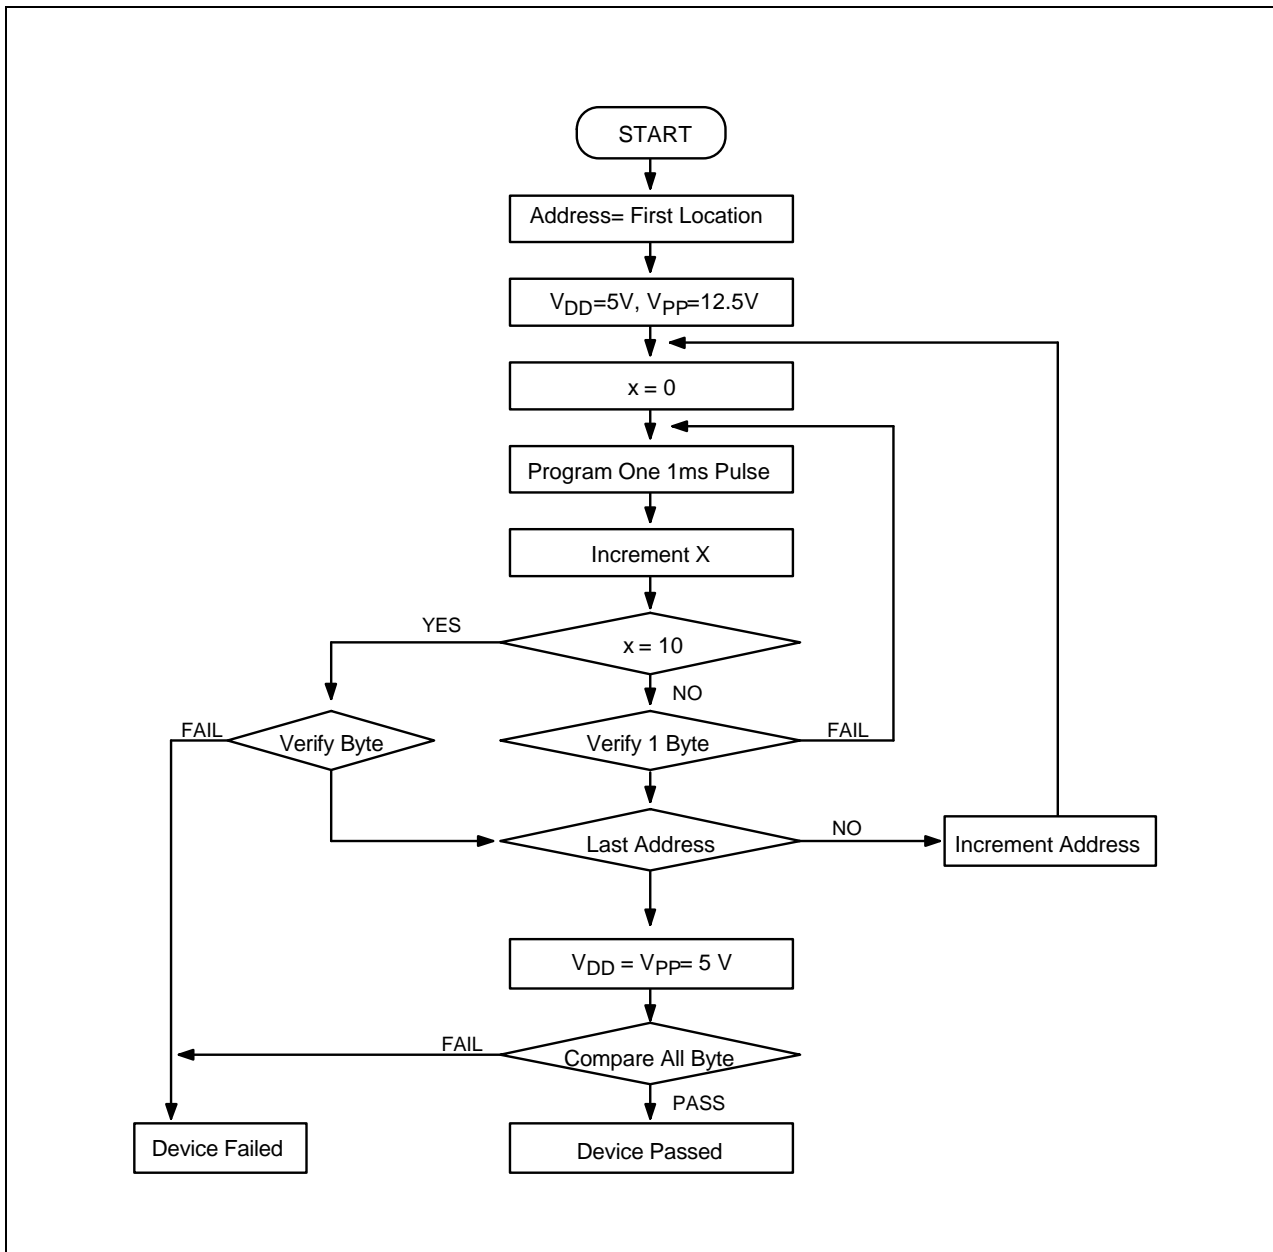 START
Address= First Location
VDD=5V, VPP=12.5V
x = 0
Program One 1ms Pulse
Increment X
YES
x = 10
NO
FAIL
Verify Byte
Verify 1 Byte
FAIL
Last Address
NO
Increment Address
VDD = VPP= 5 V
FAIL
Compare All Byte
PASS
Device Failed
Device Passed